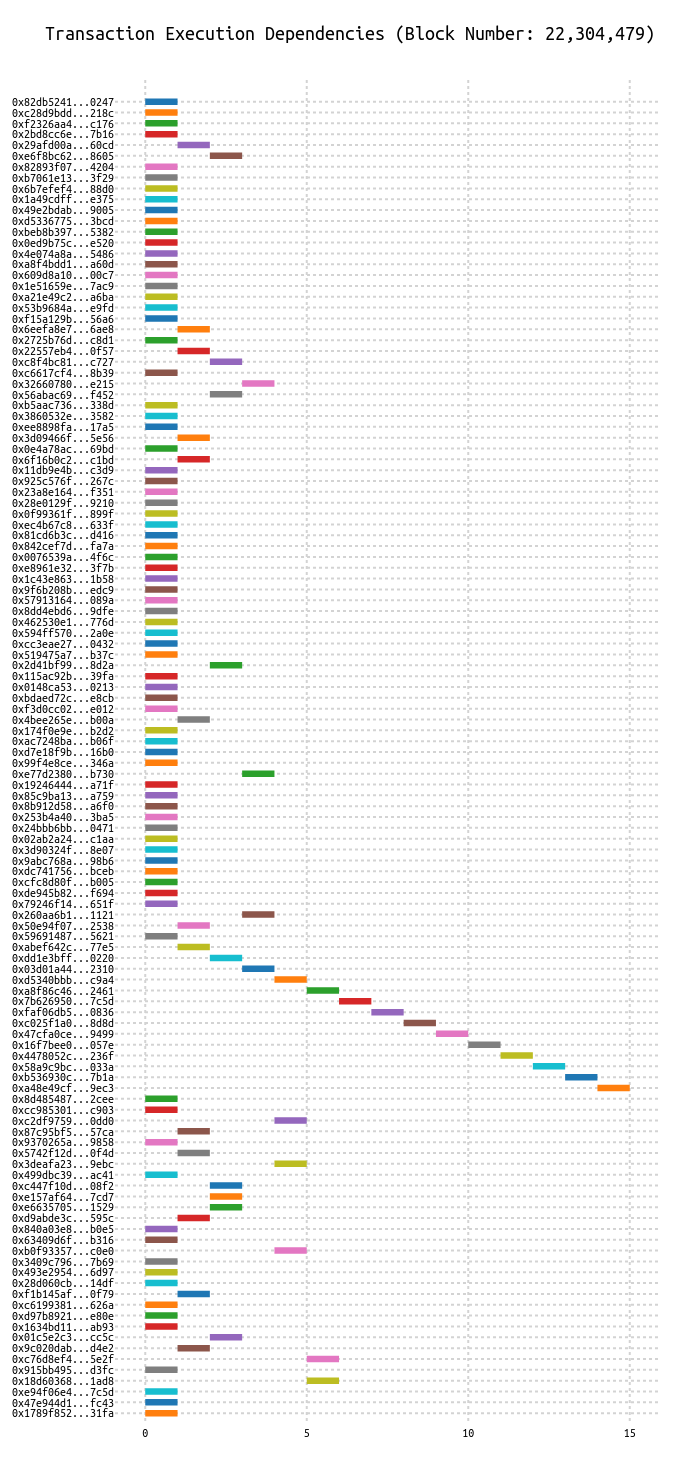 Transaction Execution Dependencies (Block Number: 22,304,479)
0x82db5241...0247
0xc28d9bdd...218c
0xf2326aa4...c176
0x2bd8cc6e...7b16
0x29afd00a...60cd
0xe6f8bc62...8605
0x82893f07...4204
0xb7061e13...3f29
0x6b7efef4...88d0
0x1a49cdff...e375
0x49e2bdab...9005
0xd5336775...3bcd
0xbeb8b397...5382
0x0ed9b75c...e520
0x4e074a8a...5486
0xa8f4bdd1...a60d
0x609d8a10...00c7
0x1e51659e...7ac9
0xa21e49c2...a6ba
0x53b9684a...e9fd
0xf15a129b...56a6
0x6eefa8e7...6ae8
0x2725b76d...c8d1
0x22557eb4...0f57
0xc8f4bc81...c727
0xc6617cf4...8b39
0x32660780...e215
0x56abac69...f452
0xb5aac736...338d
0x3860532e...3582
0xee8898fa...17a5
0x3d09466f...5e56
0x0e4a78ac...69bd
0x6f16b0c2...c1bd
0x11db9e4b...c3d9
0x925c576f...267c
0x23a8e164...f351
0x28e0129f...9210
0x0f99361f...899f
0xec4b67c8...633f
0x81cd6b3c...d416
0x842cef7d...fa7a
0x0076539a...4f6c
0xe8961e32...3f7b
0x1c43e863...1b58
0x9f6b208b...edc9
0x57913164...089a
0x8dd4ebd6...9dfe
0x462530e1...776d
0x594ff570...2a0e
0xcc3eae27...0432
0x519475a7...b37c
0x2d41bf99...8d2a
0x115ac92b...39fa
0x0148ca53...0213
0xbdaed72c...e8cb
0xf3d0cc02...e012
0x4bee265e...b00a
0x174f0e9e...b2d2
0xac7248ba...b06f
0xd7e18f9b...16b0
0x99f4e8ce...346a
0xe77d2380...b730
0x19246444...a71f
0x85c9ba13...a759
0x8b912d58...a6f0
0x253b4a40...3ba5
0x24bbb6bb...0471
0x02ab2a24...c1aa
0x3d90324f...8e07
0x9abc768a...98b6
0xdc741756...bceb
0xcfc8d80f...b005
0xde945b82...f694
0x79246f14...651f
0x260aa6b1...1121
0x50e94f07...2538
0x59691487...5621
0xabef642c...77e5
0xdd1e3bff...0220
0x03d01a44...2310
0xd5340bbb...c9a4
0xa8f86c46...2461
0x7b626950...7c5d
0xfaf06db5...0836
0xc025f1a0...8d8d
0x47cfa0ce...9499
0x16f7bee0...057e
0x4478052c...236f
0x58a9c9bc...033a
0xb536930c...7b1a
0xa48e49cf...9ec3
0x8d485487...2cee
0xcc985301...c903
0xc2df9759...0dd0
0x87c95bf5...57ca
0x9370265a...9858
0x5742f12d...0f4d
0x3deafa23...9ebc
0x499dbc39...ac41
0xc447f10d...08f2
0xe157af64...7cd7
0xe6635705...1529
0xd9abde3c...595c
0x840a03e8...b0e5
0x63409d6f...b316
0xb0f93357...c0e0
0x3409c796...7b69
0x493e2954...6d97
0x28d060cb...14df
0xf1b145af...0f79
0xc6199381...626a
0xd97b8921...e80e
0x1634bd11...ab93
0x01c5e2c3...cc5c
0x9c020dab...d4e2
0xc76d8ef4...5e2f
0x915bb495...d3fc
0x18d60368...1ad8
0xe94f06e4...7c5d
0x47e944d1...fc43
0x1789f852...31fa
0 5 10 15